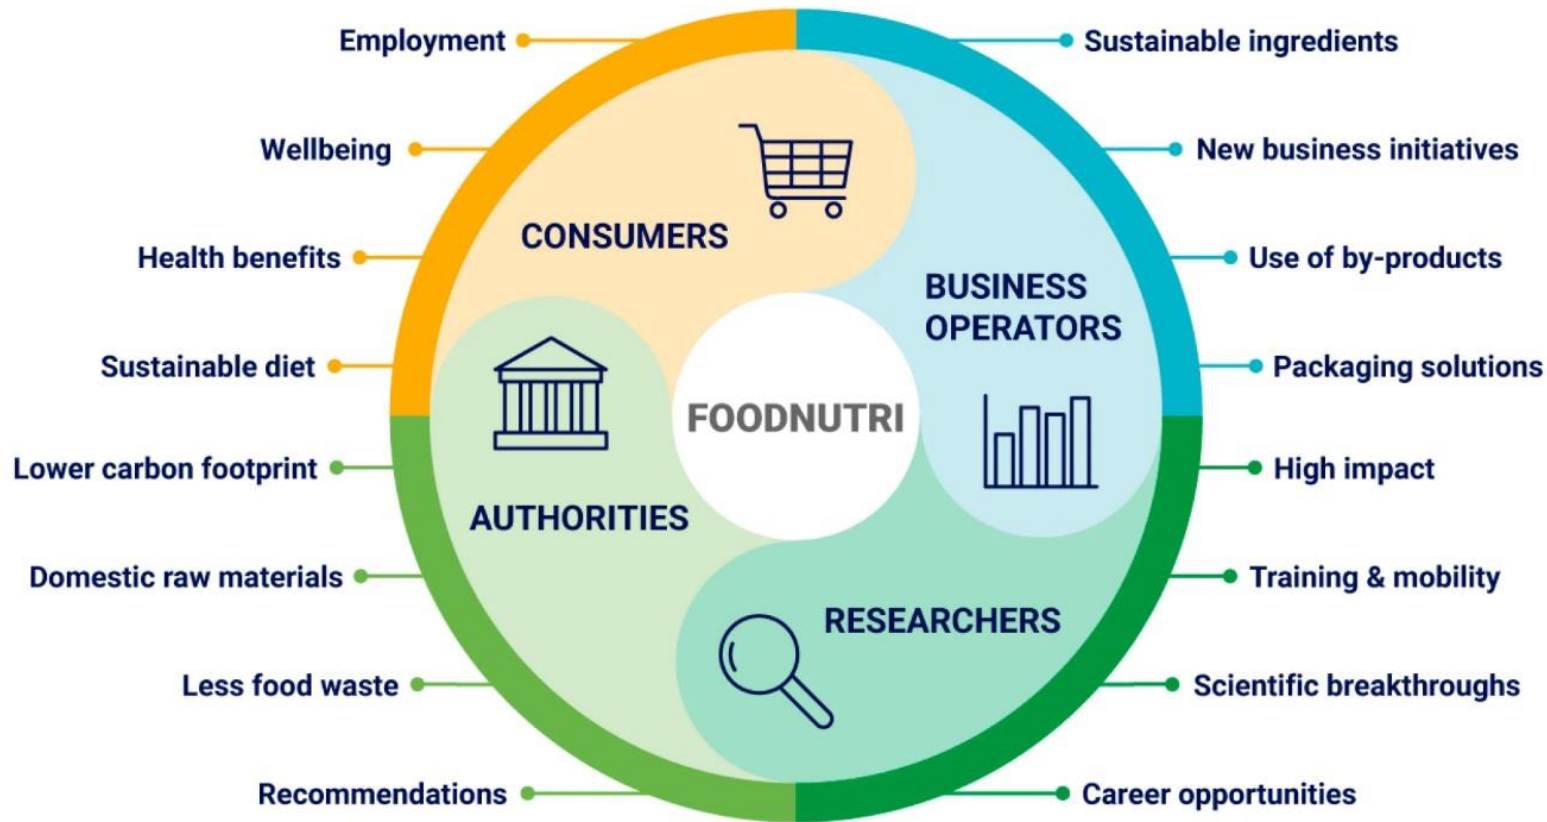 Employment
Wellbeing
Health benefits
Sustainable diet
Lower carbon footprint
Domestic raw materials
Less food waste
Recommendations
CONSUMERS
BUSINESS
OPERATORS
FOODNUTRI
AUTHORITIES
RESEARCHERS
Sustainable ingredients
New business initiatives
Use of by-products
Packaging solutions
High impact
Training & mobility
Scientific breakthroughs
Career opportunities